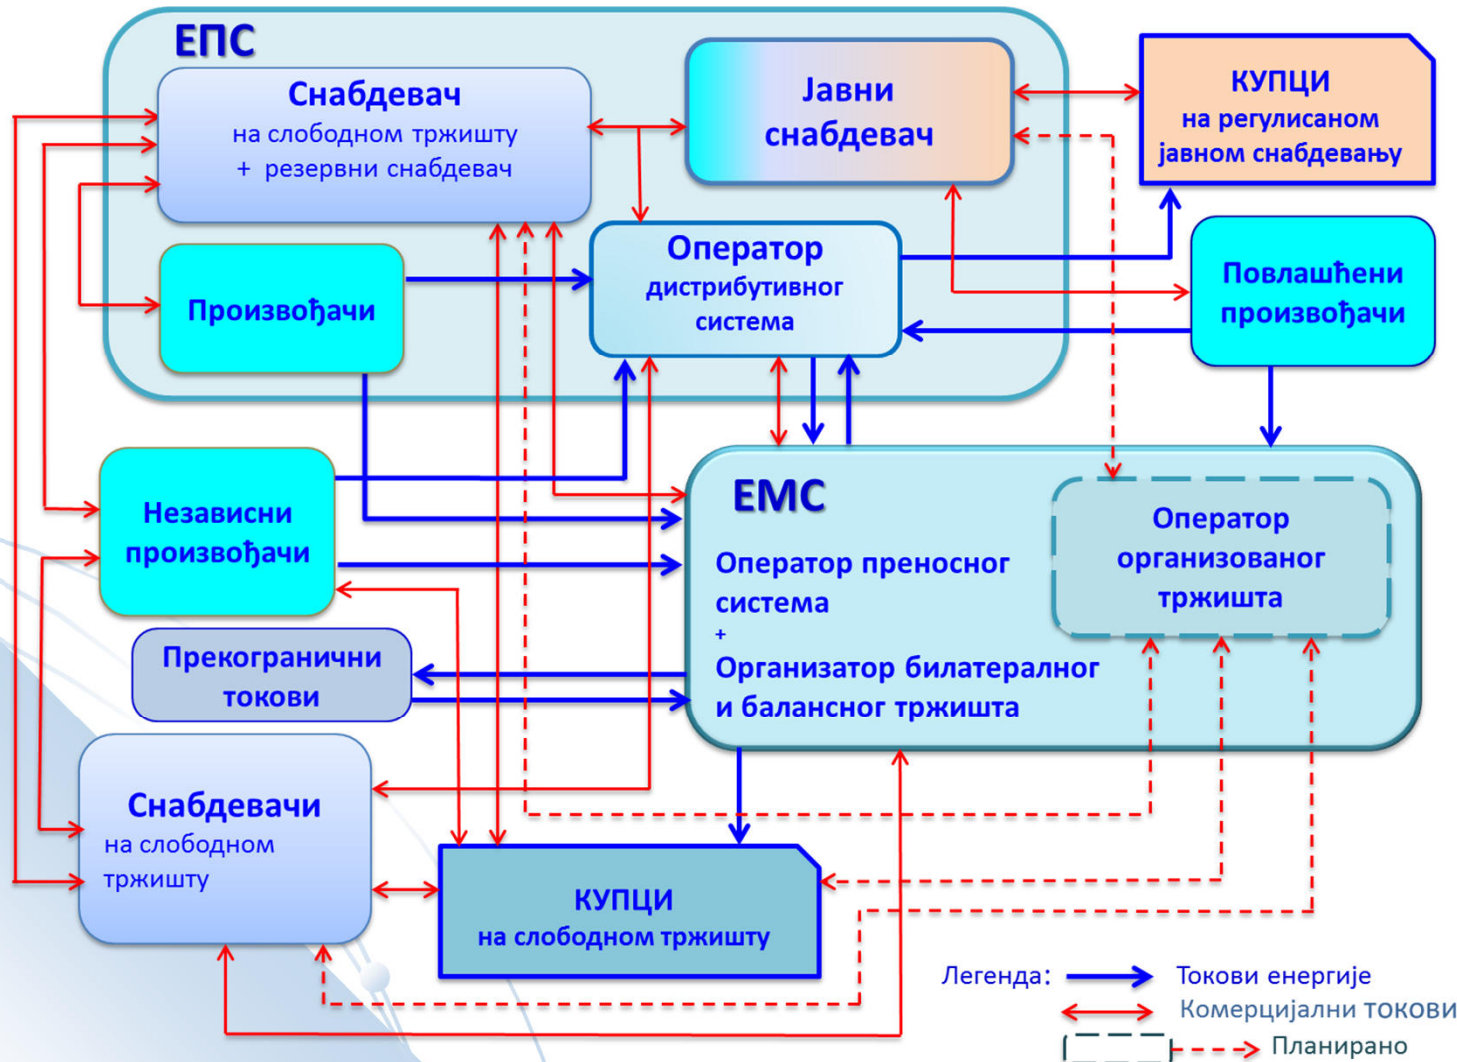 ЕПС
Снабдевач
на слободном тржишту
+ резервни снабдевач
Јавни
снабдевач
КУПЦИ
на регулисаном
јавном снабдевању
Произвођачи
Оператор
дистрибутивног
система
Повлашћени
произвођачи
Независни
произвођачи
ЕМС
Оператор преносног
система
+
Организатор билатералног
и балансног тржишта
Оператор
организованог
тржишта
Прекогранични
токови
Снабдевачи
на слободном
тржишту
КУПЦИ
на слободном тржишту
Легенда:
Токови енергије
Комерцијални токови
Планирано